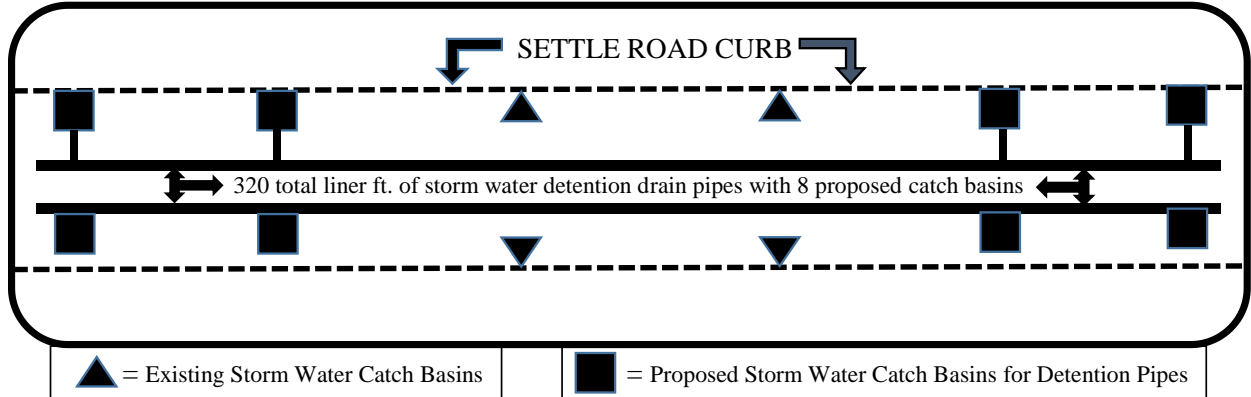 SETTLE ROAD CURB
320 total liner ft. of storm water detention drain pipes with 8 proposed catch basins
= Existing Storm Water Catch Basins
= Proposed Storm Water Catch Basins for Detention Pipes